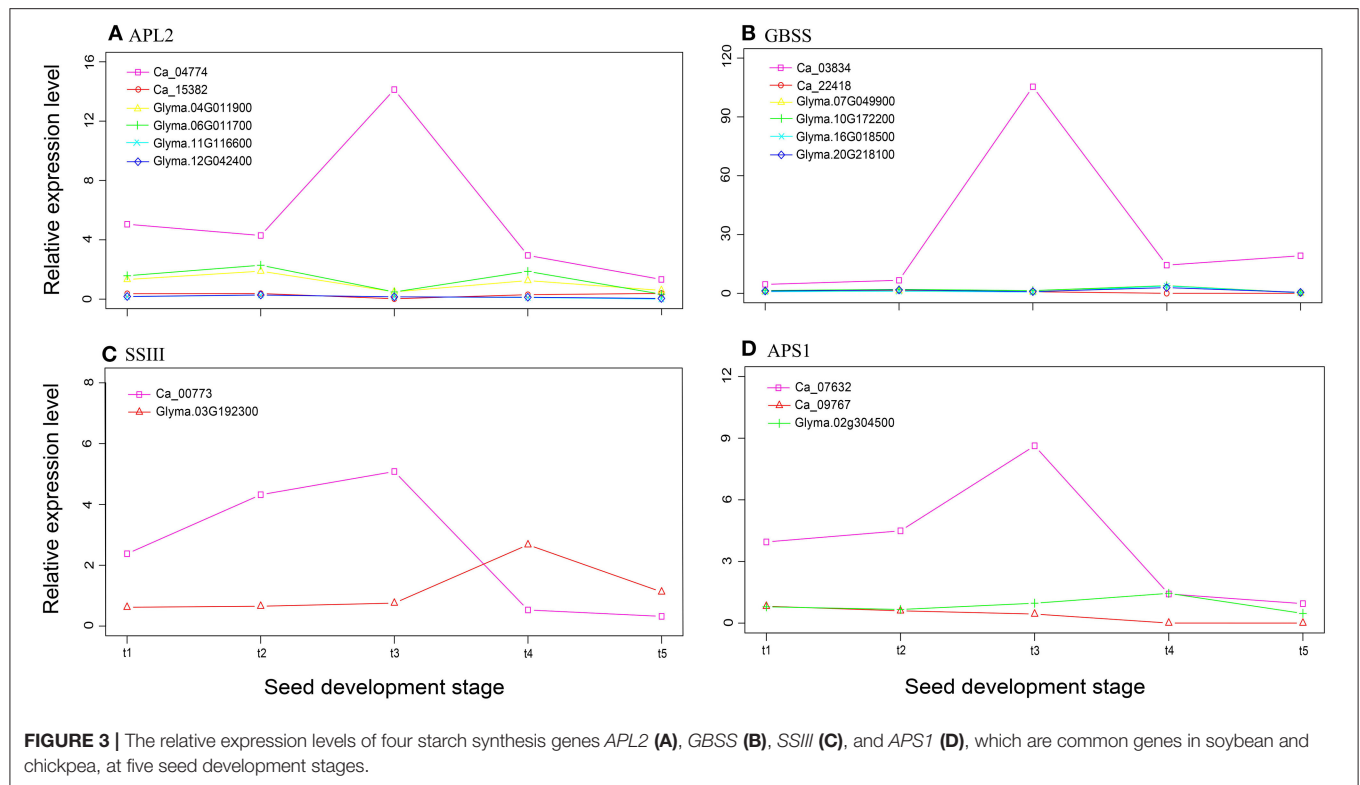 A APL2
Relative expression level
16
12
8
4
0
Ca_04774
Ca_15382
Glyma.04G011900
Glyma.06G011700
Glyma.11G116600
Glyma.12G042400
B GBSS
120
90
60
30
0
Ca_03834
Ca_22418
Glyma.07G049900
Glyma.10G172200
Glyma.16G018500
Glyma.20G218100
C SSIII
Relative expression level
8
6
4
2
0
Ca_00773
Glyma.03G192300
t1 t2 t3 t4 t5
Seed development stage
D APS1
12
9
6
3
0
Ca_07632
Ca_09767
Glyma.02g304500
t1 t2 t3 t4 t5
Seed development stage
FIGURE 3 | The relative expression levels of four starch synthesis genes APL2 (A), GBSS (B), SSIII (C), and APS1 (D), which are common genes in soybean and
chickpea, at five seed development stages.